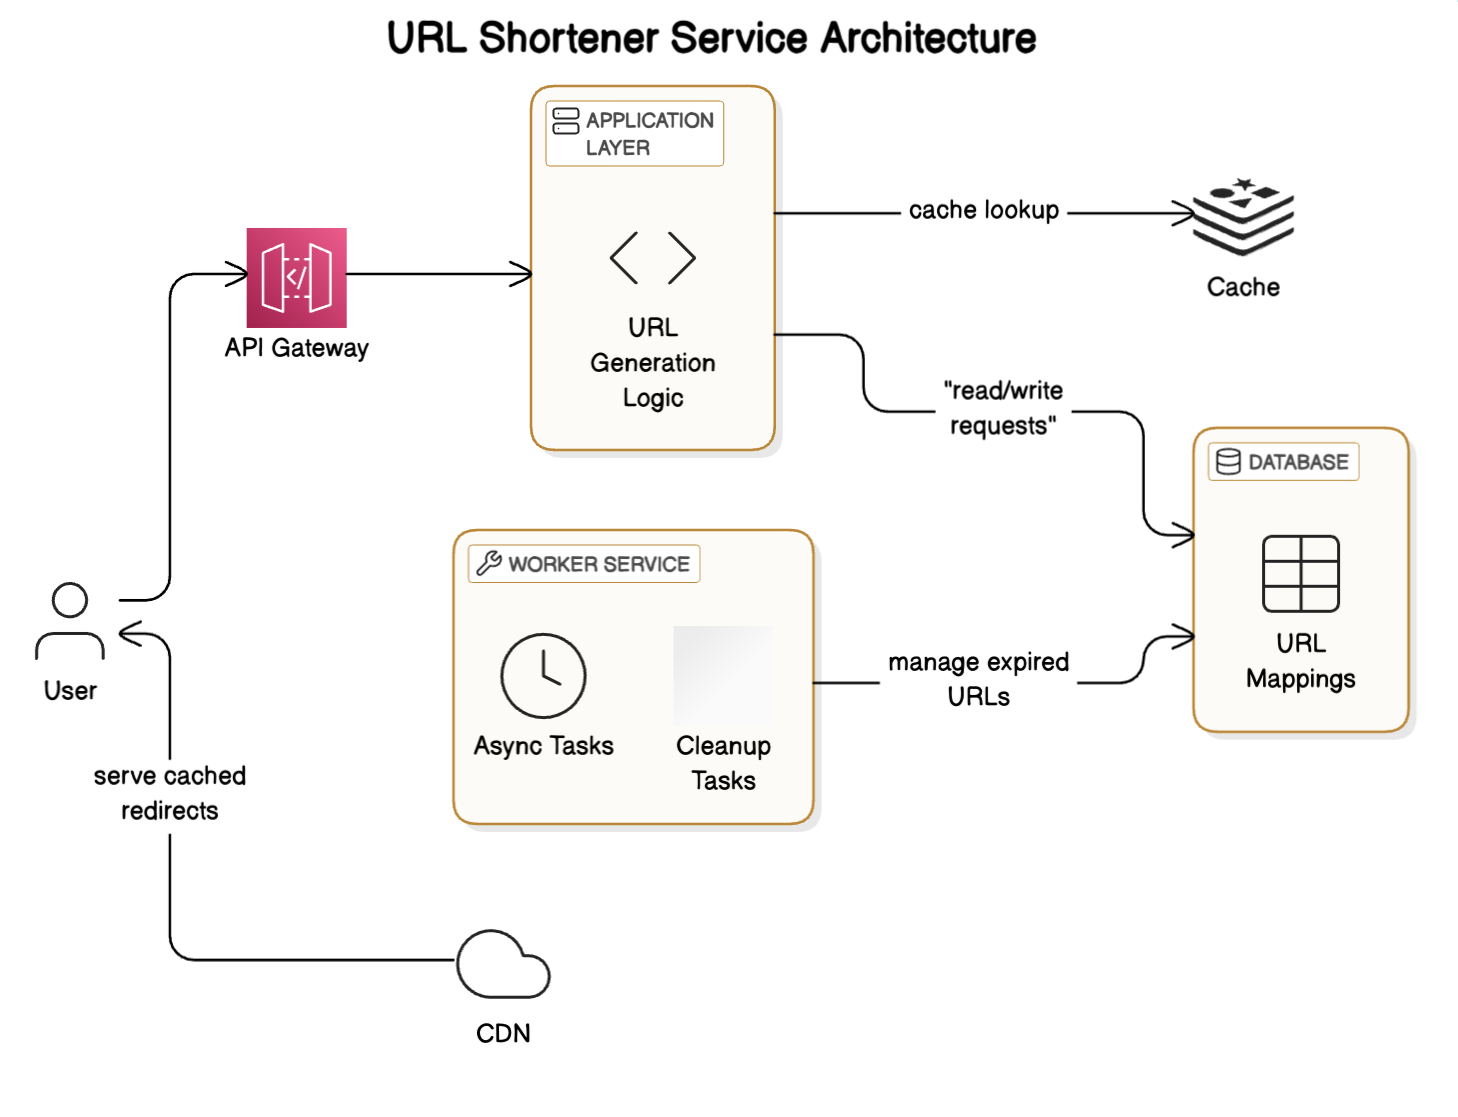 URL Shortener Service Architecture
APPLICATION
LAYER
URL
Generation
Logic
API Gateway
cache lookup
Cache
"read/write
requests"
DATABASE
URL
Mappings
WORKER SERVICE
Async Tasks
Cleanup
Tasks
manage expired
URLs
User
serve cached
redirects
CDN